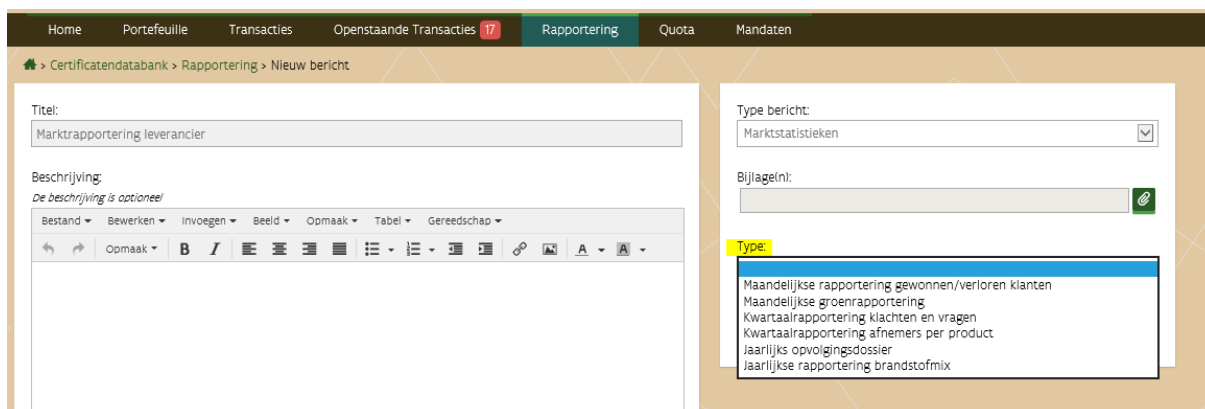 Home Portefeuille Transacties Openstaande Transacties 17 Rapportering Quota Mandaten
> Certificatendatabank > Rapportering > Nieuw bericht
Titel:
Marktrapportering leverancier
Beschrijving:
De beschrijving is optioneel
Bestand Bewerken Invoegen Beeld Opmaak Tabel Gereedschap
Opmaak B I A A
Type bericht:
Marktstatistieken
Bijlage(n):
Type:
Maandelijkse rapportering gewonnen/verloren klanten
Maandelijkse groenrapportering
Kwartaalrapportering klachten en vragen
Kwartaalrapportering afnemers per product
Jaarlijks opvolgingsdossier
Jaarlijkse rapportering brandstofmix